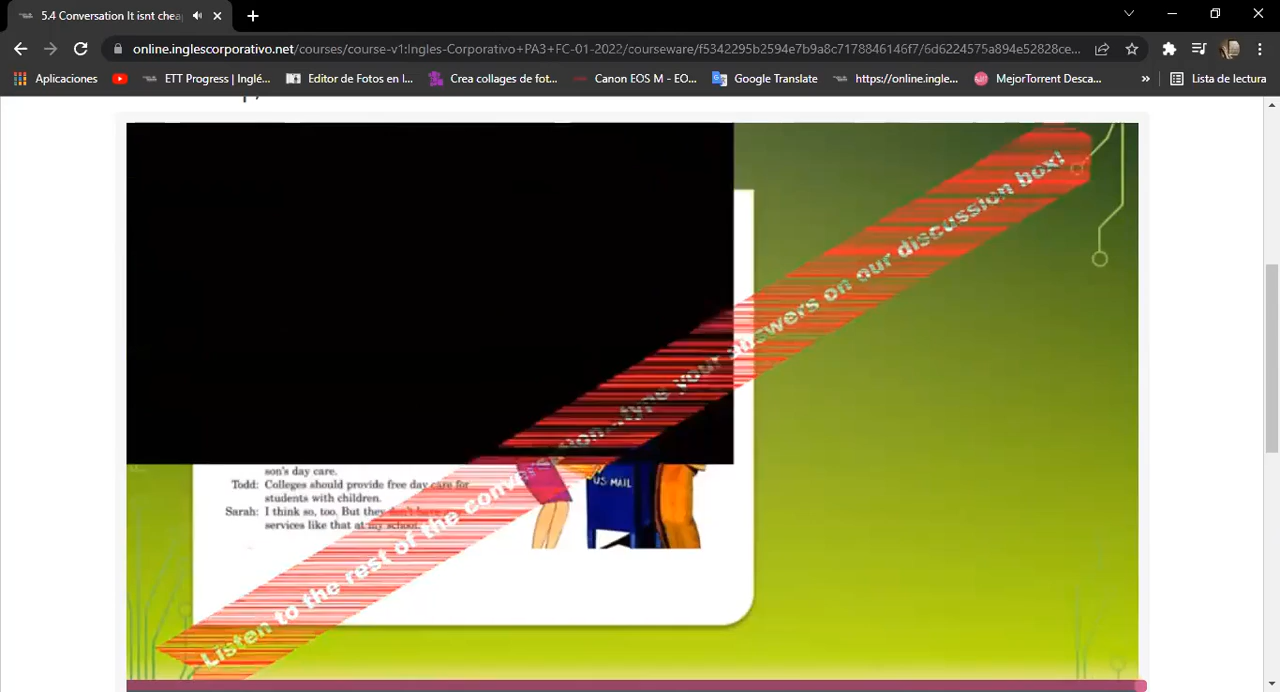 5.4 Conversation It isnt chea
online.inglescorporativo.net/courses/course-v1:Ingles-Corporativo+PA3+FC-01-2022/courseware/f5342295b2594e7b9a8c7178846146f7/6d6224575a894e52828ce...
Aplicaciones ETT Progress | Inglé... Editor de Fotos en l... Crea collages de fot... Canon EOS M - EO... Google Translate https://online.ingle... MejorTorrent Desca... » Lista de lectura
Listen to the rest of the conversation...type your answers on our discussion box!
US MAIL
son's day care.
Todd: Colleges should provide free day care for
students with children.
Sarah: I think so, too. But they don't have
services like that at my school.